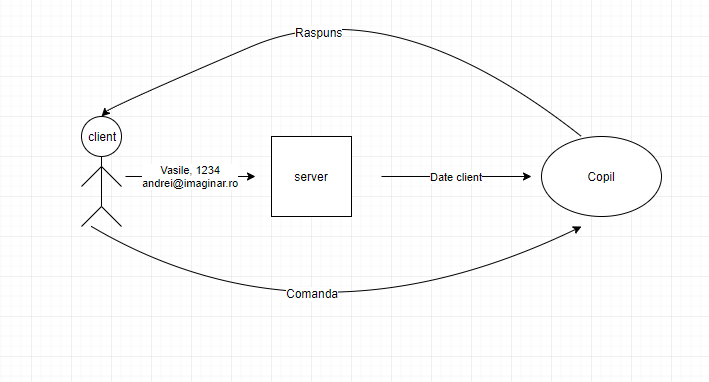 Raspuns
client
Vasile, 1234
andrei@imaginar.ro
server
Date client
Copil
Comanda